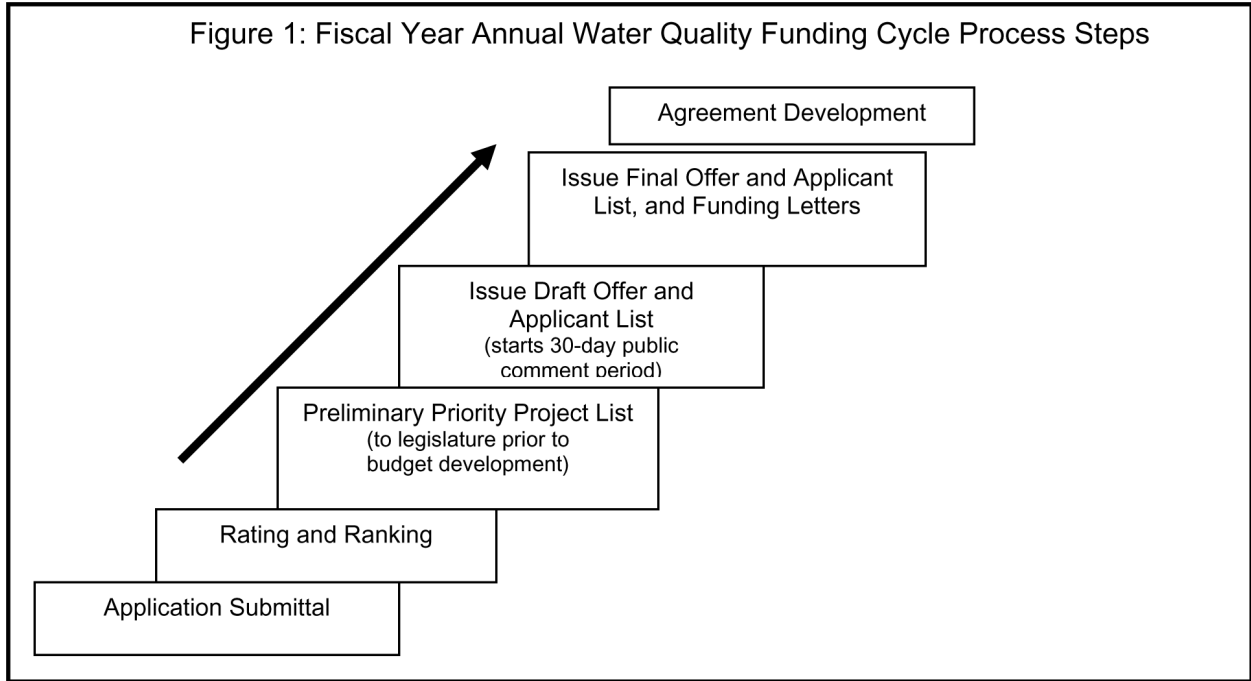 Figure 1: Fiscal Year Annual Water Quality Funding Cycle Process Steps
Agreement Development
Issue Final Offer and Applicant
List, and Funding Letters
Issue Draft Offer and
Applicant List
(starts 30-day public
comment period)
Preliminary Priority Project List
(to legislature prior to
budget development)
Rating and Ranking
Application Submittal